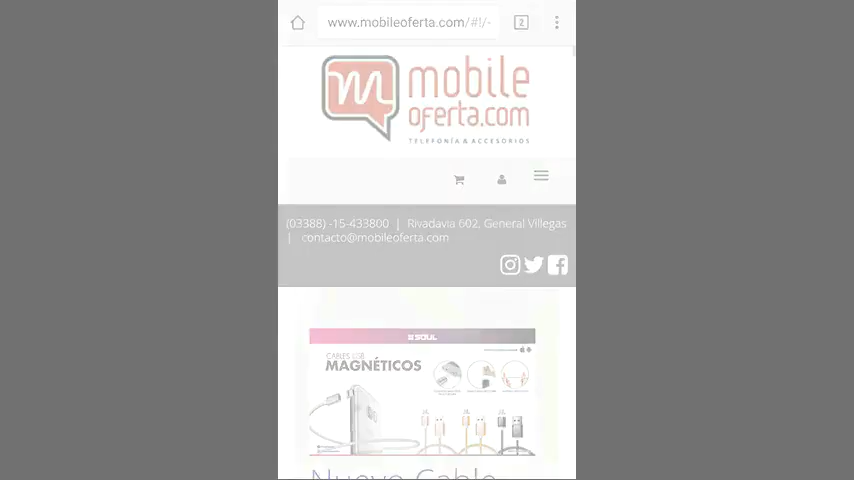 www.mobileoferta.com/#!/-
2
m mobile
oferta.com
TELEFONÍA & ACCESORIOS
(03388) -15-433800 | Rivadavia 602, General Villegas
| contacto@mobileoferta.com
SOUL
CABLES USB
MAGNÉTICOS
Nuevo Cable